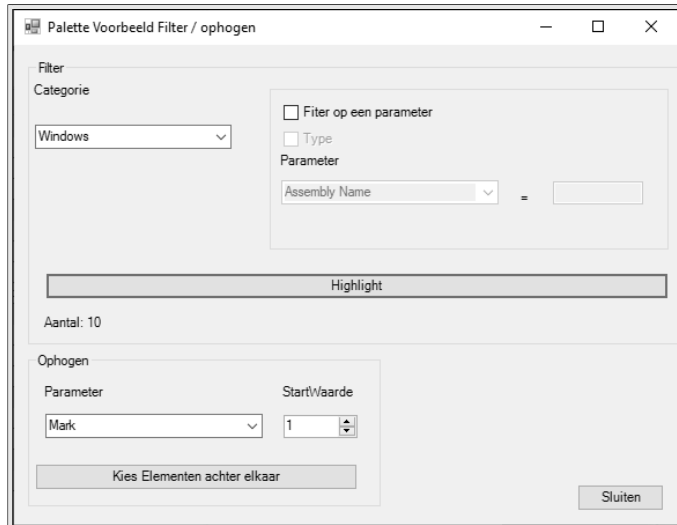 Palette Voorbeeld Filter / ophogen
Filter
Categorie
Windows
Fiter op een parameter
Type
Parameter
Assembly Name
=
Highlight
Aantal: 10
Ophogen
Parameter
StartWaarde
Mark
1
Kies Elementen achter elkaar
Sluiten